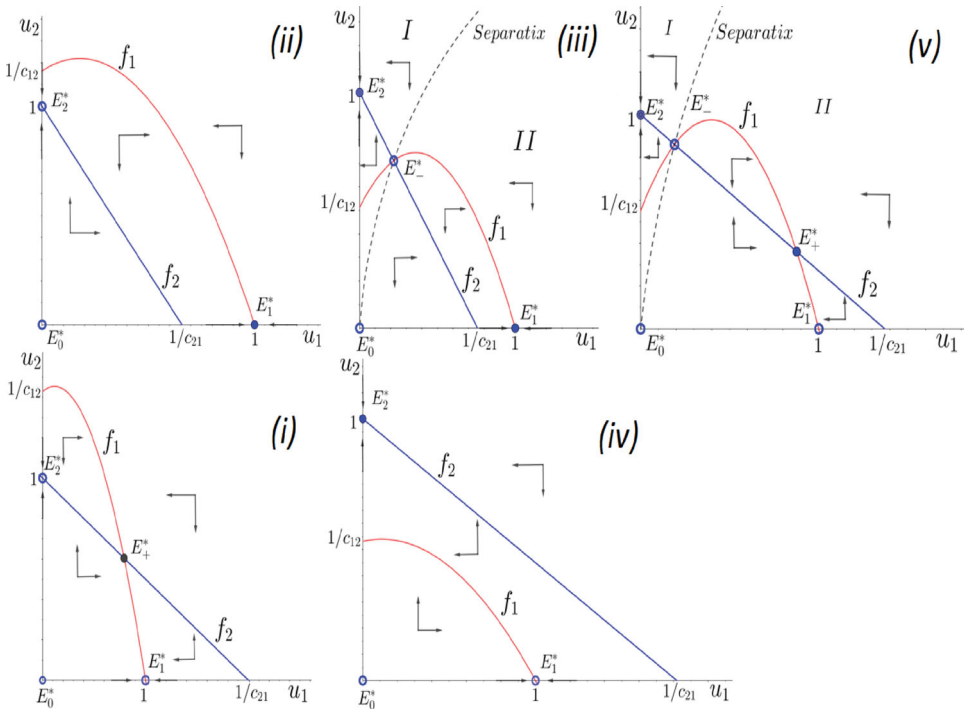 (ii)
u₂
1/c₁₂
f₁
1
E₂*
f₂
E₀*
1/c₂₁
E₁*
1
u₁
(iii)
u₂
I
Separatix
E₂*
1
II
E₋*
1/c₁₂
f₁
f₂
E₀*
1/c₂₁
E₁*
1
u₁
(v)
u₂
I
Separatix
E₂*
1
E₋*
II
f₁
1/c₁₂
E₊*
f₂
E₀*
E₁*
1
1/c₂₁
u₁
(i)
u₂
1/c₁₂
f₁
E₂*
1
E₊*
f₂
E₀*
E₁*
1
1/c₂₁
u₁
(iv)
u₂
E₂*
1
f₂
1/c₁₂
f₁
E₀*
E₁*
1
1/c₂₁
u₁